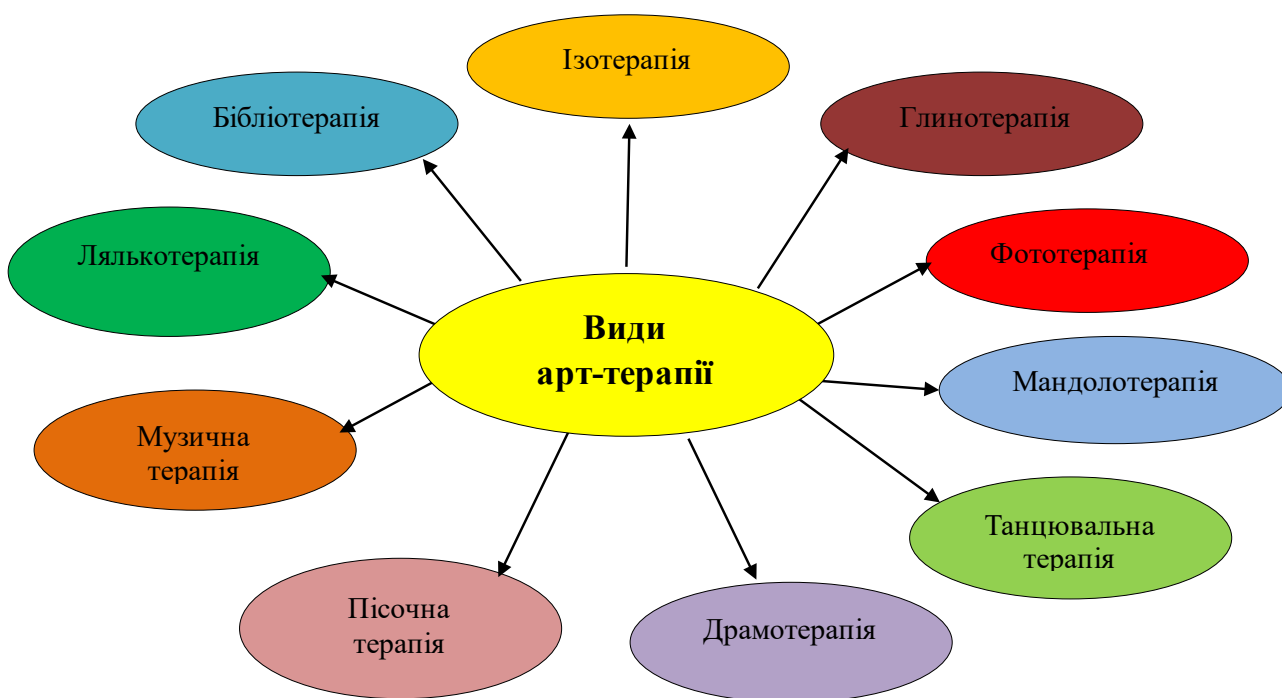 Ізотерапія
Бібліотерапія
Глинотерапія
Лялькотерапія
Фототерапія
Види
арт-терапії
Мандолотерапія
Музична
терапія
Танцювальна
терапія
Пісочна
терапія
Драмотерапія